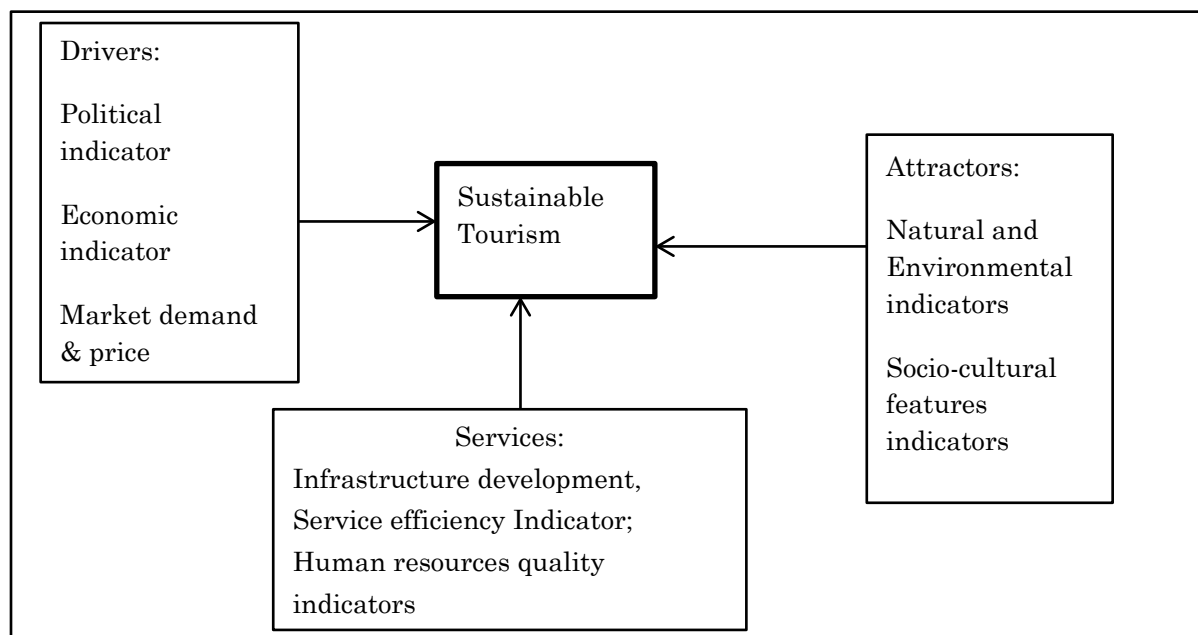 Drivers:
Political
indicator
Economic
indicator
Market demand
& price
Sustainable
Tourism
Attractors:
Natural and
Environmental
indicators
Socio-cultural
features
indicators
Services:
Infrastructure development,
Service efficiency Indicator;
Human resources quality
indicators